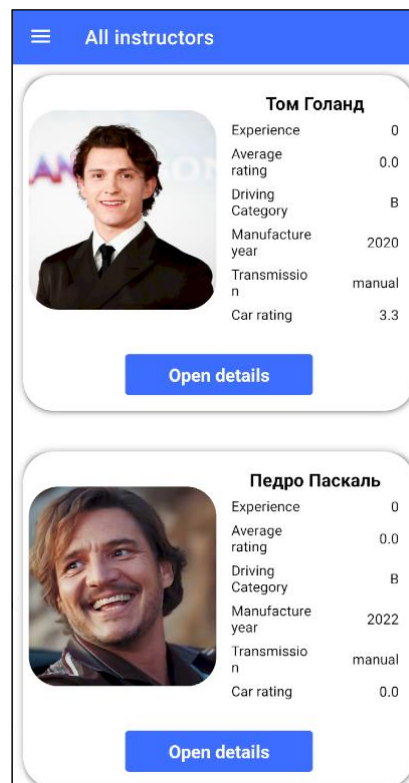 All instructors
Том Голанд
Experience 0
Average
rating 0.0
Driving
Category B
Manufacture
year 2020
Transmissio
n manual
Car rating 3.3
Open details
Педро Паскаль
Experience 0
Average
rating 0.0
Driving
Category B
Manufacture
year 2022
Transmissio
n manual
Car rating 0.0
Open details